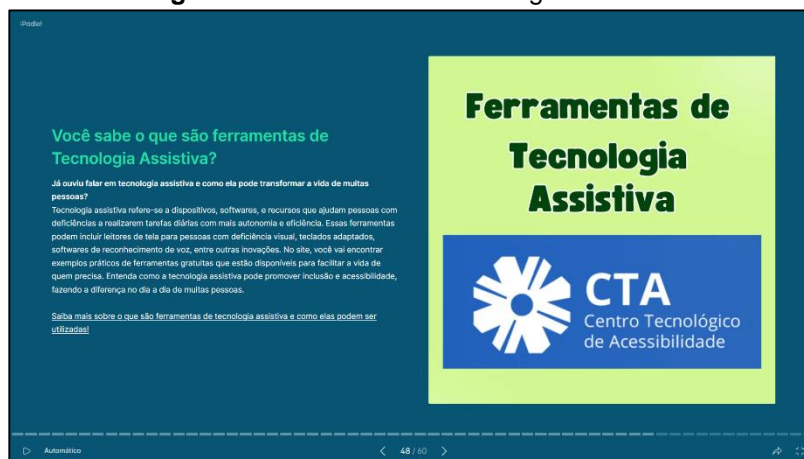 :Padlet
Você sabe o que são ferramentas de
Tecnologia Assistiva?
Já ouviu falar em tecnologia assistiva e como ela pode transformar a vida de muitas
pessoas?
Tecnologia assistiva refere-se a dispositivos, softwares, e recursos que ajudam pessoas com
deficiências a realizarem tarefas diárias com mais autonomia e eficiência. Essas ferramentas
podem incluir leitores de tela para pessoas com deficiência visual, teclados adaptados,
softwares de reconhecimento de voz, entre outras inovações. No site, você vai encontrar
exemplos práticos de ferramentas gratuitas que estão disponíveis para facilitar a vida de
quem precisa. Entenda como a tecnologia assistiva pode promover inclusão e acessibilidade,
fazendo a diferença no dia a dia de muitas pessoas.
Saiba mais sobre o que são ferramentas de tecnologia assistiva e como elas podem ser
utilizadas!
Ferramentas de
Tecnologia
Assistiva
CTA
Centro Tecnológico
de Acessibilidade
Automático
48 / 60